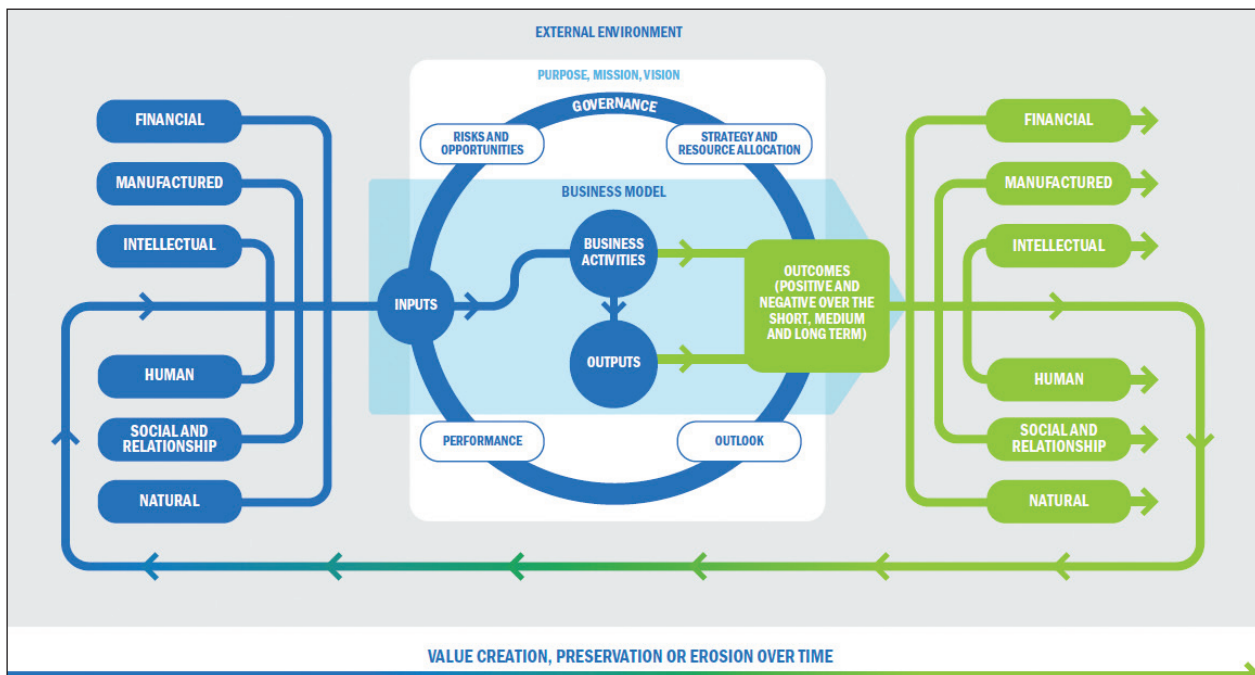 EXTERNAL ENVIRONMENT
PURPOSE, MISSION, VISION
GOVERNANCE
RISKS AND
OPPORTUNITIES
STRATEGY AND
RESOURCE ALLOCATION
FINANCIAL
MANUFACTURED
INTELLECTUAL
HUMAN
SOCIAL AND
RELATIONSHIP
NATURAL
BUSINESS MODEL
INPUTS
BUSINESS
ACTIVITIES
OUTPUTS
OUTCOMES
(POSITIVE AND
NEGATIVE OVER THE
SHORT, MEDIUM
AND LONG TERM)
PERFORMANCE
OUTLOOK
FINANCIAL
MANUFACTURED
INTELLECTUAL
HUMAN
SOCIAL AND
RELATIONSHIP
NATURAL
VALUE CREATION, PRESERVATION OR EROSION OVER TIME